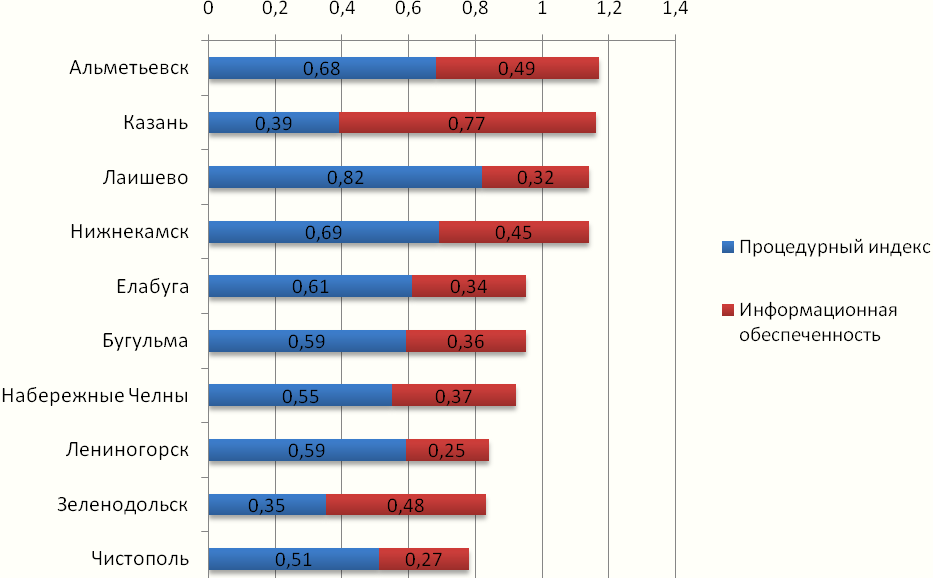 0 0,2 0,4 0,6 0,8 1 1,2 1,4
Альметьевск 0,68 0,49
Казань 0,39 0,77
Лаишево 0,82 0,32
Нижнекамск 0,69 0,45
Елабуга 0,61 0,34
Бугульма 0,59 0,36
Набережные Челны 0,55 0,37
Лениногорск 0,59 0,25
Зеленодольск 0,35 0,48
Чистополь 0,51 0,27
Процедурный индекс
Информационная
обеспеченность